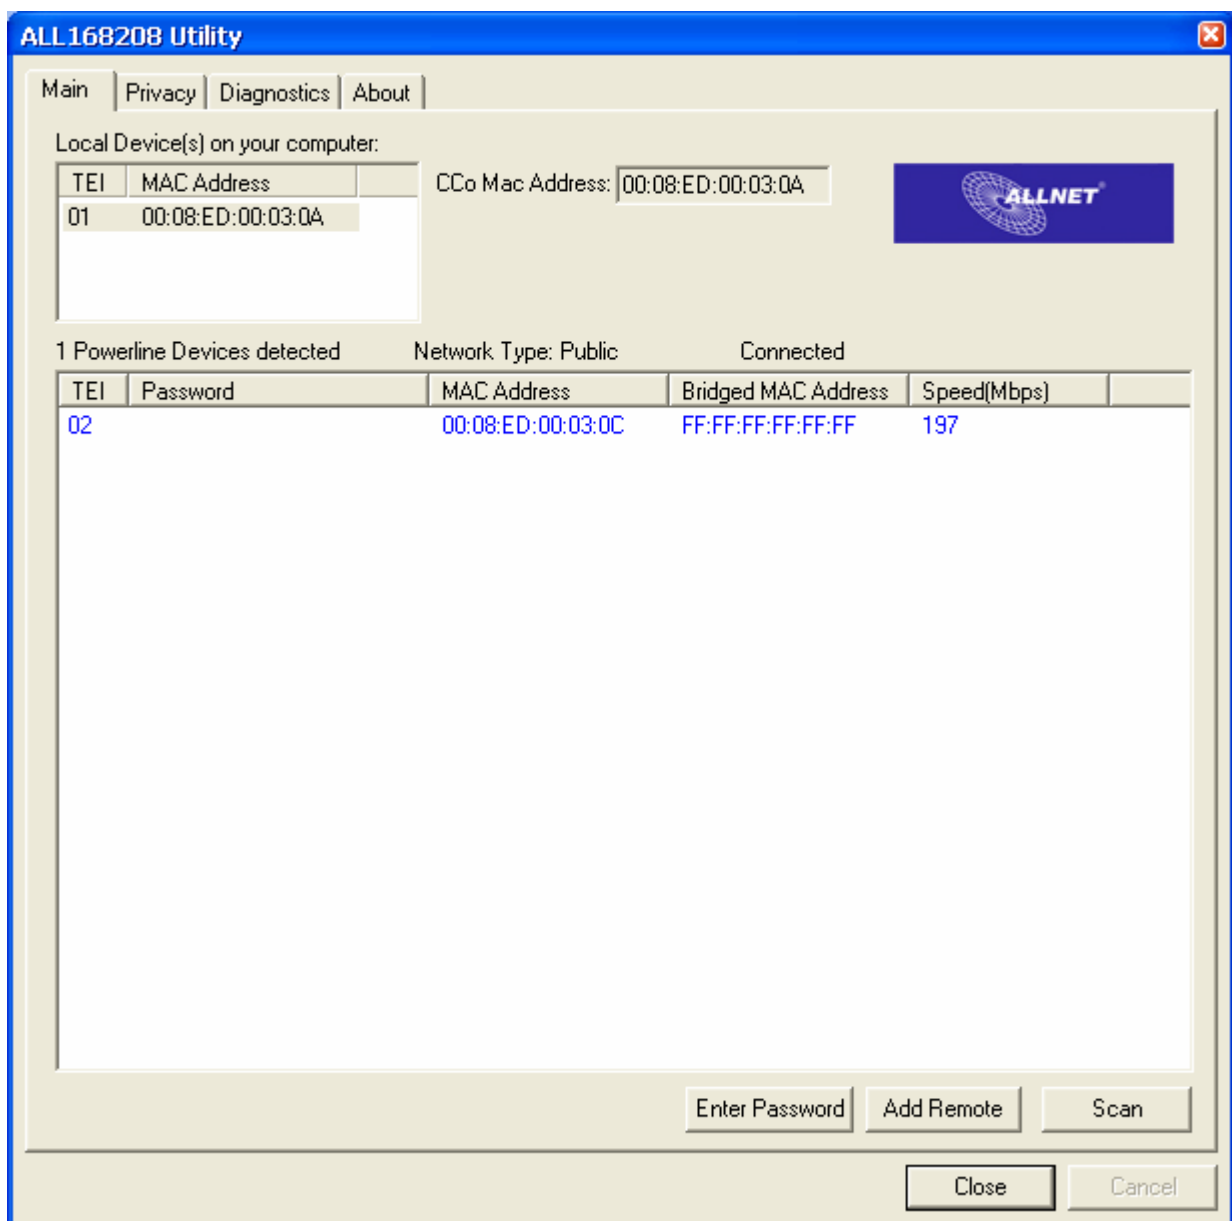 ALL168208 Utility
Main Privacy Diagnostics About
Local Device(s) on your computer:
TEI MAC Address
01 00:08:ED:00:03:0A
CCo Mac Address: 00:08:ED:00:03:0A
ALLNET®
1 Powerline Devices detected Network Type: Public Connected
TEI Password MAC Address Bridged MAC Address Speed(Mbps)
02 00:08:ED:00:03:0C FF:FF:FF:FF:FF:FF 197
Enter Password Add Remote Scan
Close Cancel